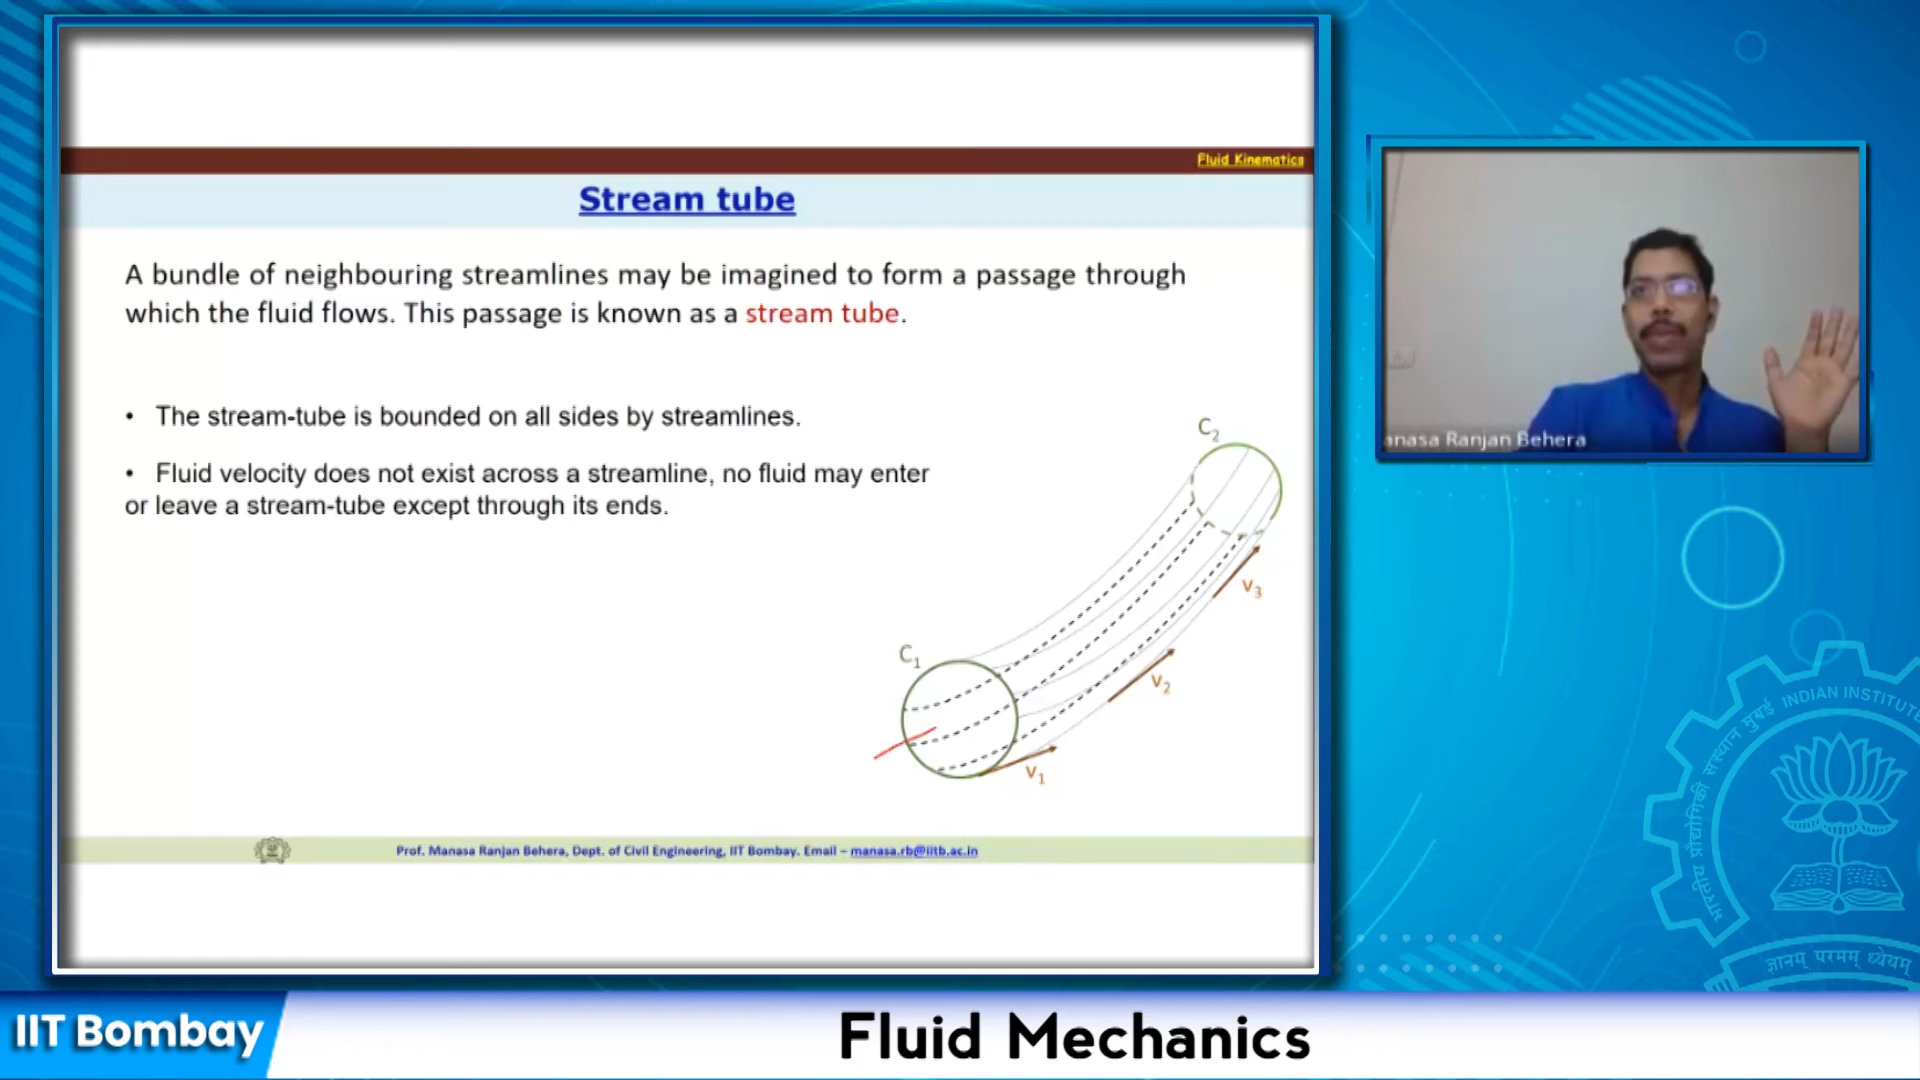 Fluid Kinematics
Stream tube
A bundle of neighbouring streamlines may be imagined to form a passage through
which the fluid flows. This passage is known as a stream tube.
• The stream-tube is bounded on all sides by streamlines.
• Fluid velocity does not exist across a streamline, no fluid may enter
or leave a stream-tube except through its ends.
C2
V3
C1
V2
V1
Prof. Manasa Ranjan Behera, Dept. of Civil Engineering, IIT Bombay. Email – manasa.rb@iitb.ac.in
anasa Ranjan Behera
भारतीय प्रौद्योगिकी संस्थान मुंबई
INDIAN INSTITUTE
ज्ञानम् परमम् ध्येयम्
IIT Bombay
Fluid Mechanics